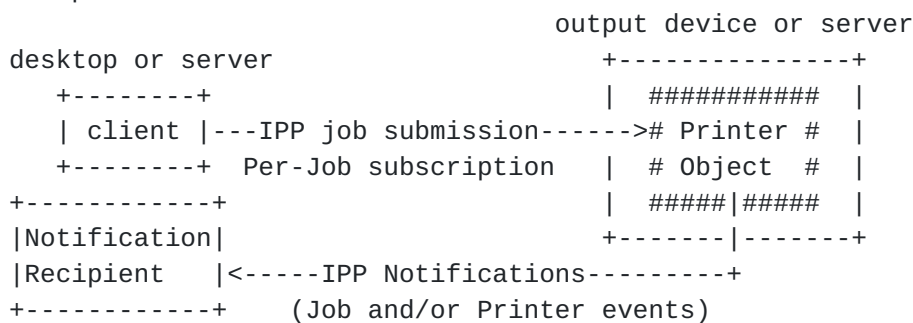 output device or server
desktop or server +---------------+
+--------+ | ########### |
| client |---IPP job submission------># Printer # |
+--------+ Per-Job subscription | # Object # |
+------------+ | #####|##### |
|Notification| +-------|-------+
|Recipient |<-----IPP Notifications---------+
+------------+ (Job and/or Printer events)